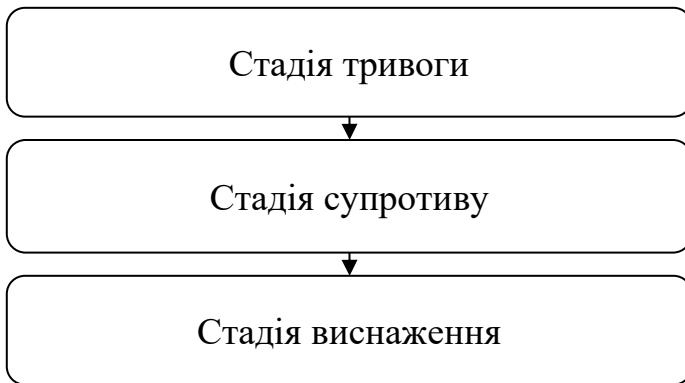 Стадія тривоги
Стадія супротиву
Стадія виснаження